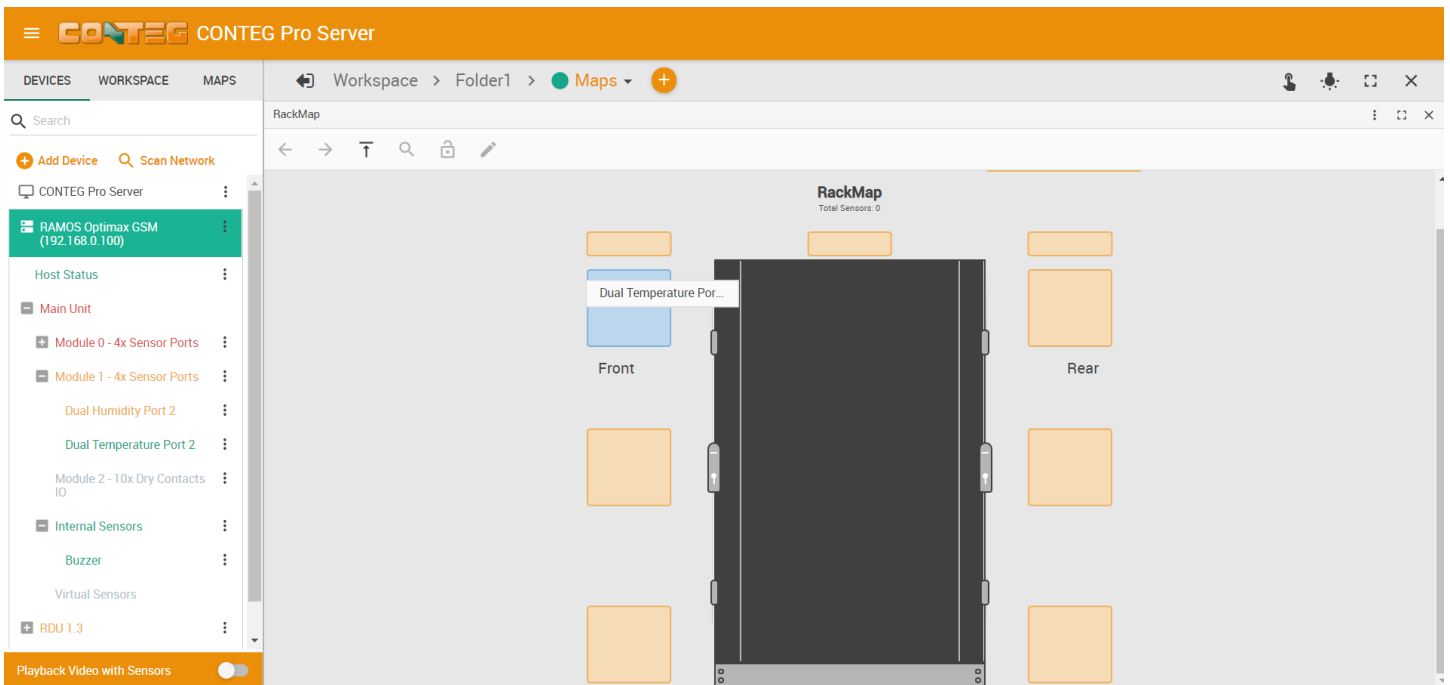 CONTEG CONTEG Pro Server
DEVICES WORKSPACE MAPS
Workspace > Folder1 > Maps
Search
RackMap
Add Device Scan Network
CONTEG Pro Server
RAMOS Optimax GSM
(192.168.0.100)
Host Status
Main Unit
Module 0 - 4x Sensor Ports
Module 1 - 4x Sensor Ports
Dual Humidity Port 2
Dual Temperature Port 2
Module 2 - 10x Dry Contacts
IO
Internal Sensors
Buzzer
Virtual Sensors
RDU 1.3
Playback Video with Sensors
RackMap
Total Sensors: 0
Dual Temperature Por...
Front
Rear